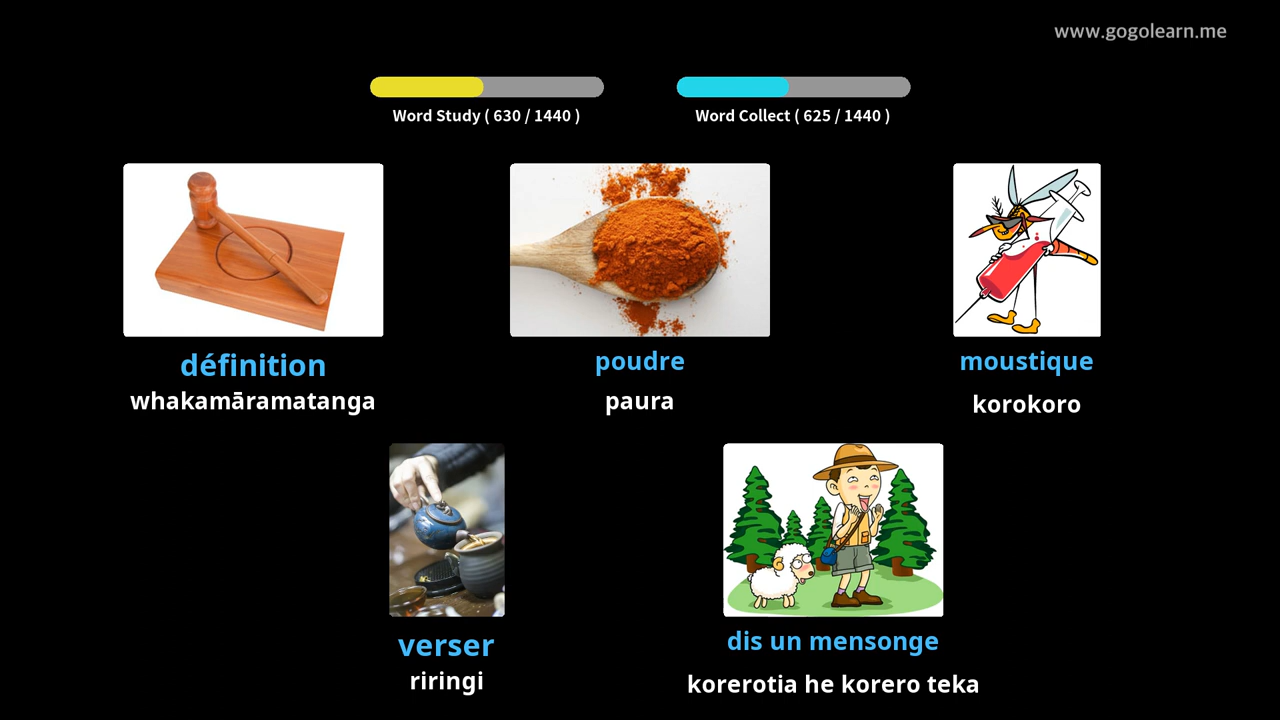 www.gogolearn.me
Word Study ( 630 / 1440 )
Word Collect ( 625 / 1440 )
définition
whakamāramatanga
poudre
paura
moustique
korokoro
verser
riringi
dis un mensonge
korerotia he korero teka